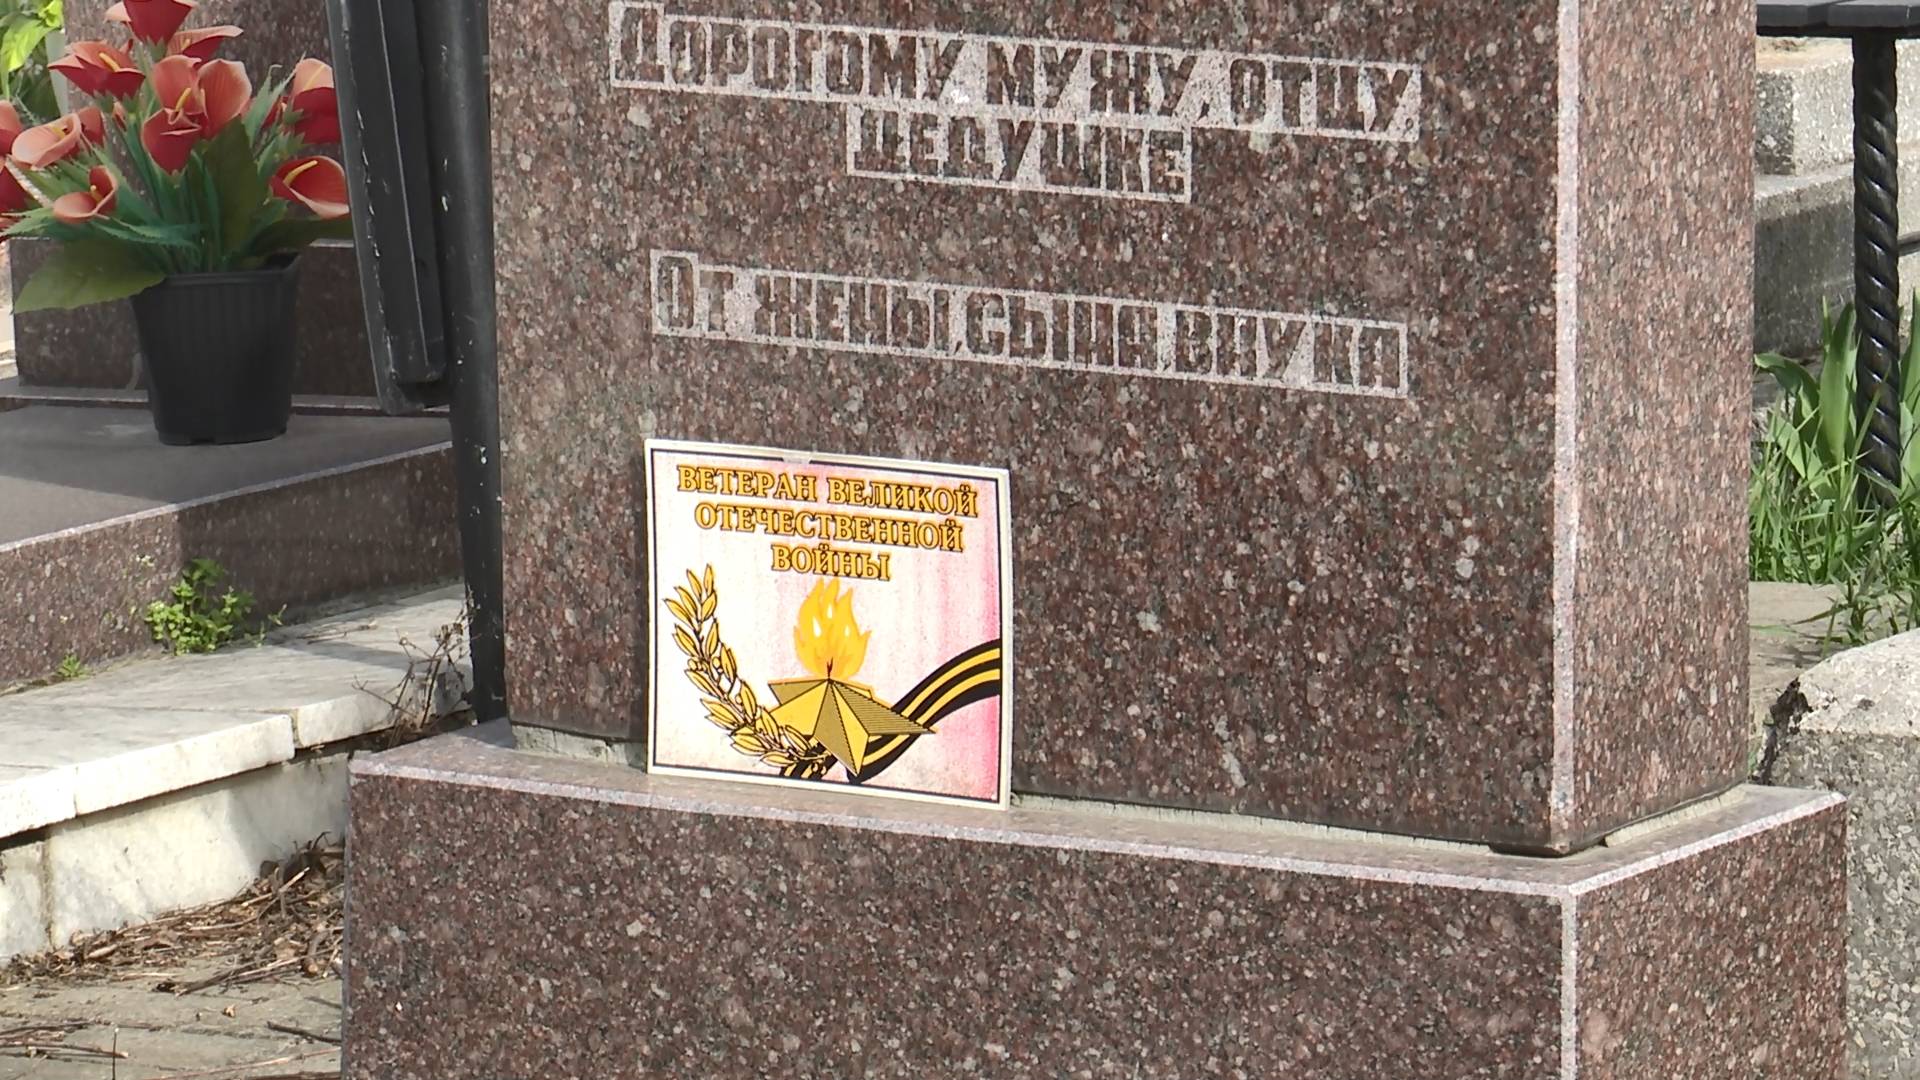 ДОРОГОМУ МУЖУ, ОТЦУ,
ДЕДУШКЕ
ОТ ЖЕНЫ, СЫНА, ВНУКА
ВЕТЕРАН ВЕЛИКОЙ
ОТЕЧЕСТВЕННОЙ
ВОЙНЫ